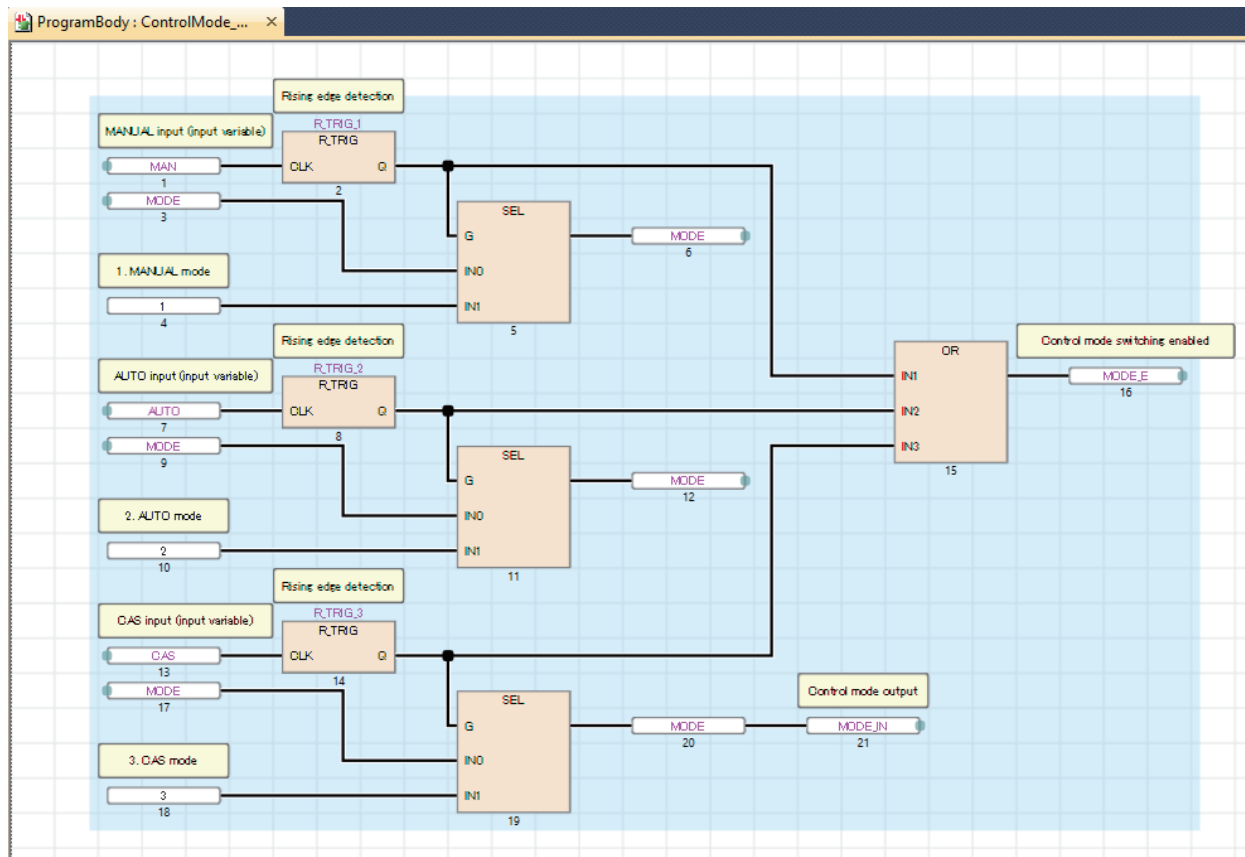 ProgramBody : ControlMode_... ×
Rising edge detection
MANUAL input (input variable)
R_TRIG_1
R_TRIG
MAN
CLK
Q
1
2
MODE
3
SEL
G
MODE
6
1. MANUAL mode
IN0
1
IN1
4
5
Rising edge detection
Control mode switching enabled
OR
AUTO input (input variable)
R_TRIG_2
R_TRIG
IN1
MODE_E
16
AUTO
CLK
Q
IN2
7
8
MODE
IN3
9
15
SEL
G
MODE
12
2. AUTO mode
IN0
2
IN1
10
11
Rising edge detection
CAS input (input variable)
R_TRIG_3
R_TRIG
CAS
CLK
Q
13
14
MODE
17
Control mode output
SEL
G
MODE
MODE_IN
20
21
3. CAS mode
IN0
3
IN1
18
19